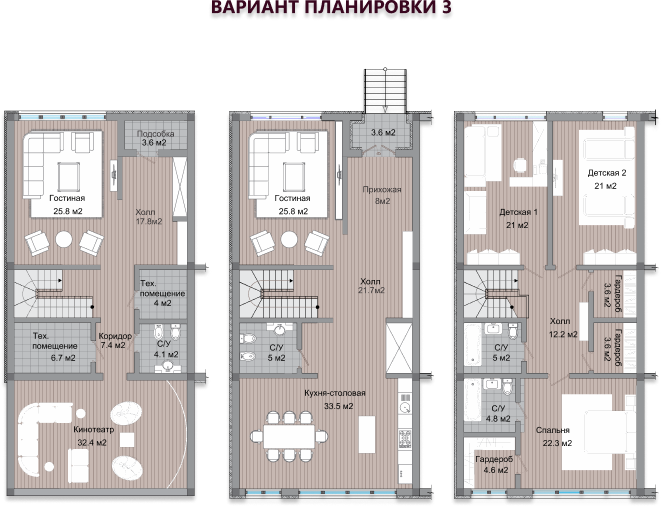 ВАРИАНТ ПЛАНИРОВКИ 3
Подсобка
3.6 м2
Гостиная
25.8 м2
Холл
17.8м2
Тех.
помещение
4 м2
Тех.
помещение
6.7 м2
Коридор
7.4 м2
С/У
4.1 м2
Кинотеатр
32.4 м2
3.6 м2
Гостиная
25.8 м2
Прихожая
8м2
Холл
21.7м2
С/У
5 м2
Кухня-столовая
33.5 м2
Детская 1
21 м2
Детская 2
21 м2
Гардероб
3.6 м2
Холл
12.2 м2
Гардероб
3.6 м2
С/У
5 м2
С/У
4.8 м2
Спальня
22.3 м2
Гардероб
4.6 м2